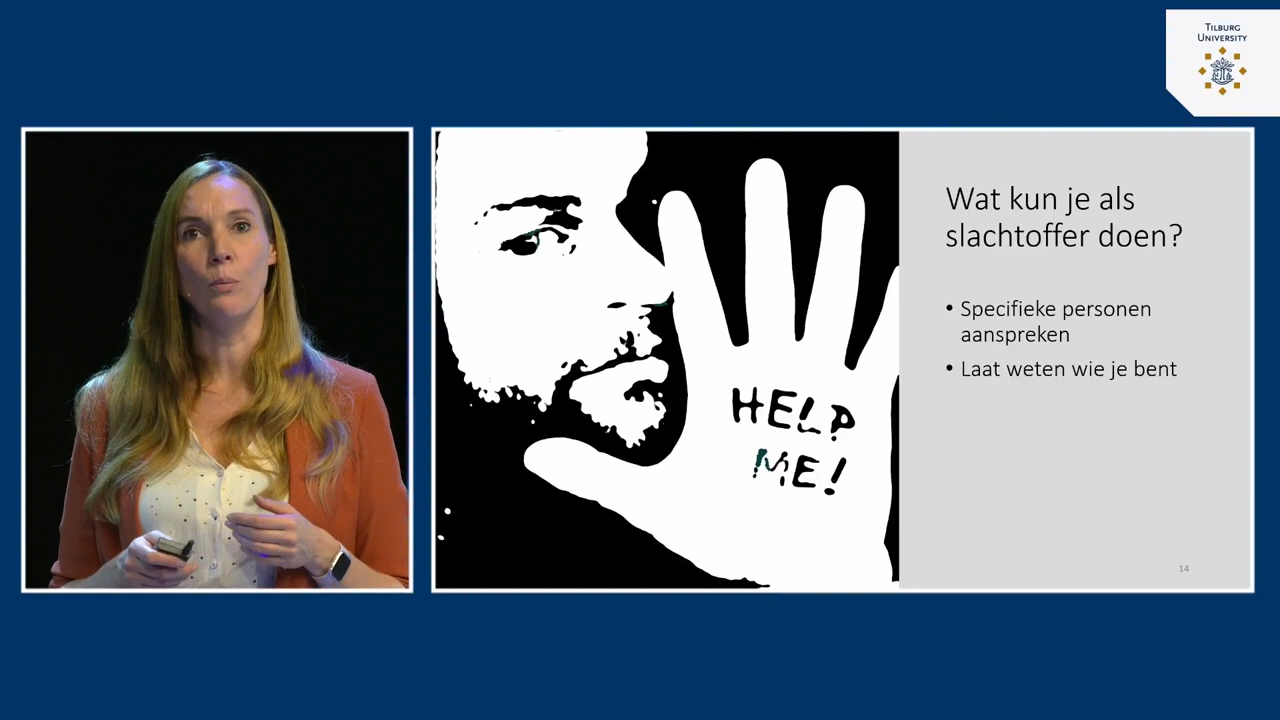 TILBURG
UNIVERSITY
HELP
ME!
Wat kun je als
slachtoffer doen?
• Specifieke personen
aanspreken
• Laat weten wie je bent
14